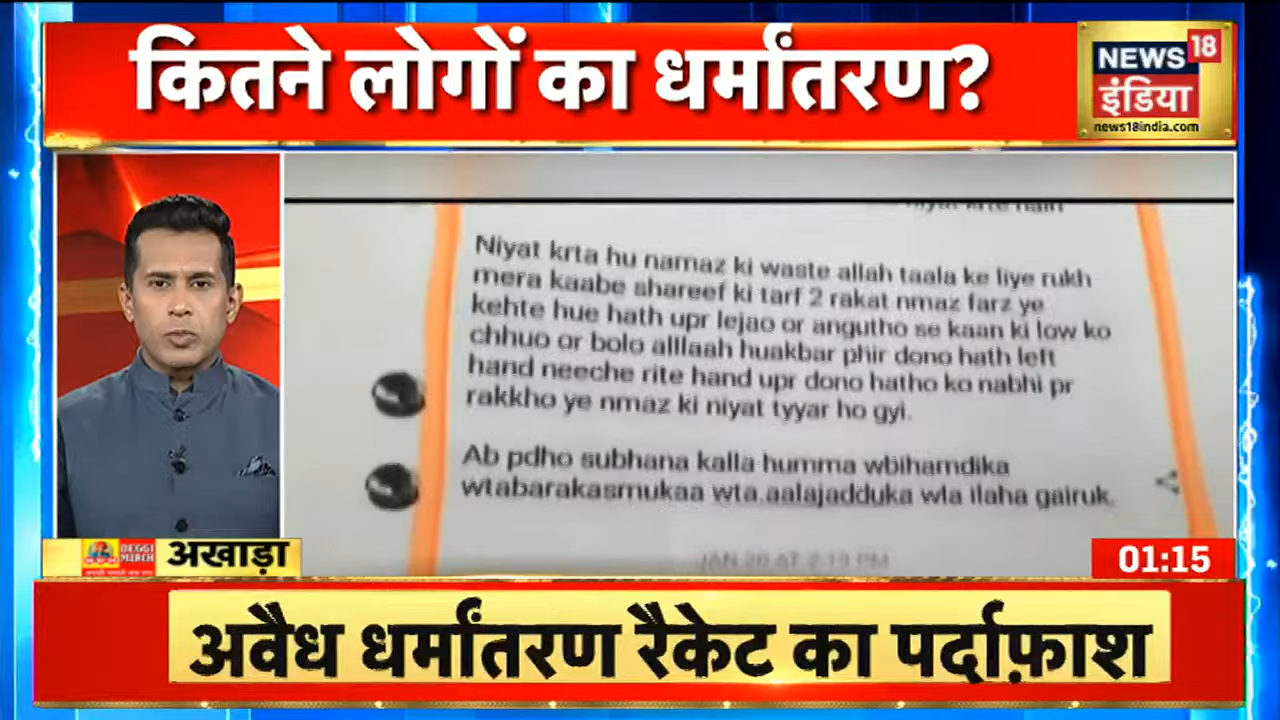 कितने लोगों का धर्मांतरण?
NEWS 18
इंडिया
news18india.com
Niyat krta hu namaz ki waste allah taala ke liye rukh
mera kaabe shareef ki tarf 2 rakat nmaz farz ye
kehte hue hath upr lejao or angutho se kaan ki low ko
chhuo or bolo alllaah huakbar phir dono hath left
hand neeche rite hand upr dono hatho ko nabhi pr
rakkho ye nmaz ki niyat tyyar ho gyi.
Ab pdho subhana kalla humma wbihamdika
wtabarakasmukaa wta.aalajadduka wla ilaha gairuk.
DEGGI
MIRCH
अखाड़ा
01:15
अवैध धर्मांतरण रैकेट का पर्दाफ़ाश